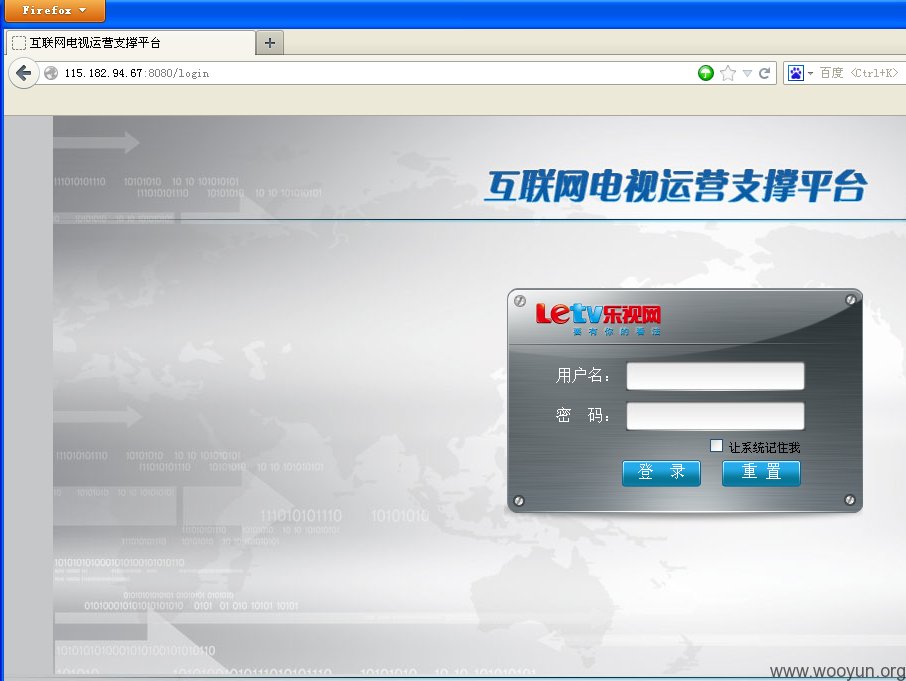 Firefox
互联网电视运营支撑平台
115.182.94.67:8080/login
百度 <Ctrl+K>
互联网电视运营支撑平台
Letv乐视网
要有你的看法
用户名：
密 码：
让系统记住我
登 录 重 置
www.wooyun.org